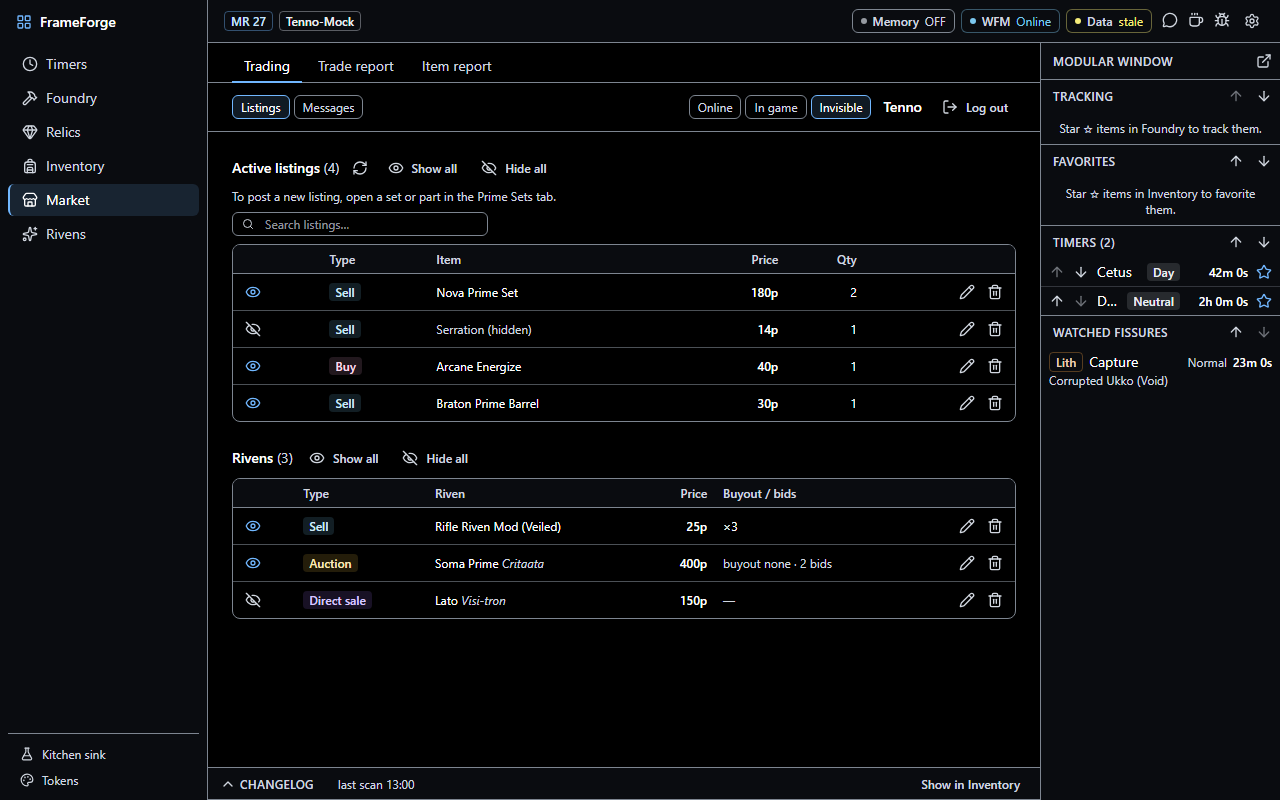 FrameForge
MR 27
Tenno-Mock
Memory OFF
WFM Online
Data stale
Timers
Foundry
Relics
Inventory
Market
Rivens
Kitchen sink
Tokens
Trading
Trade report
Item report
Listings
Messages
Online
In game
Invisible
Tenno
Log out
Active listings (4)
Show all
Hide all
To post a new listing, open a set or part in the Prime Sets tab.
Search listings...
Type Item Price Qty
Sell Nova Prime Set 180p 2
Sell Serration (hidden) 14p 1
Buy Arcane Energize 40p 1
Sell Braton Prime Barrel 30p 1
Rivens (3)
Show all
Hide all
Type Riven Price Buyout / bids
Sell Rifle Riven Mod (Veiled) 25p ×3
Auction Soma Prime Critaata 400p buyout none · 2 bids
Direct sale Lato Visi-tron 150p —
CHANGELOG
last scan 13:00
Show in Inventory
MODULAR WINDOW
TRACKING
Star ☆ items in Foundry to track them.
FAVORITES
Star ☆ items in Inventory to favorite
them.
TIMERS (2)
Cetus Day 42m 0s
D... Neutral 2h 0m 0s
WATCHED FISSURES
Lith Capture Normal 23m 0s
Corrupted Ukko (Void)